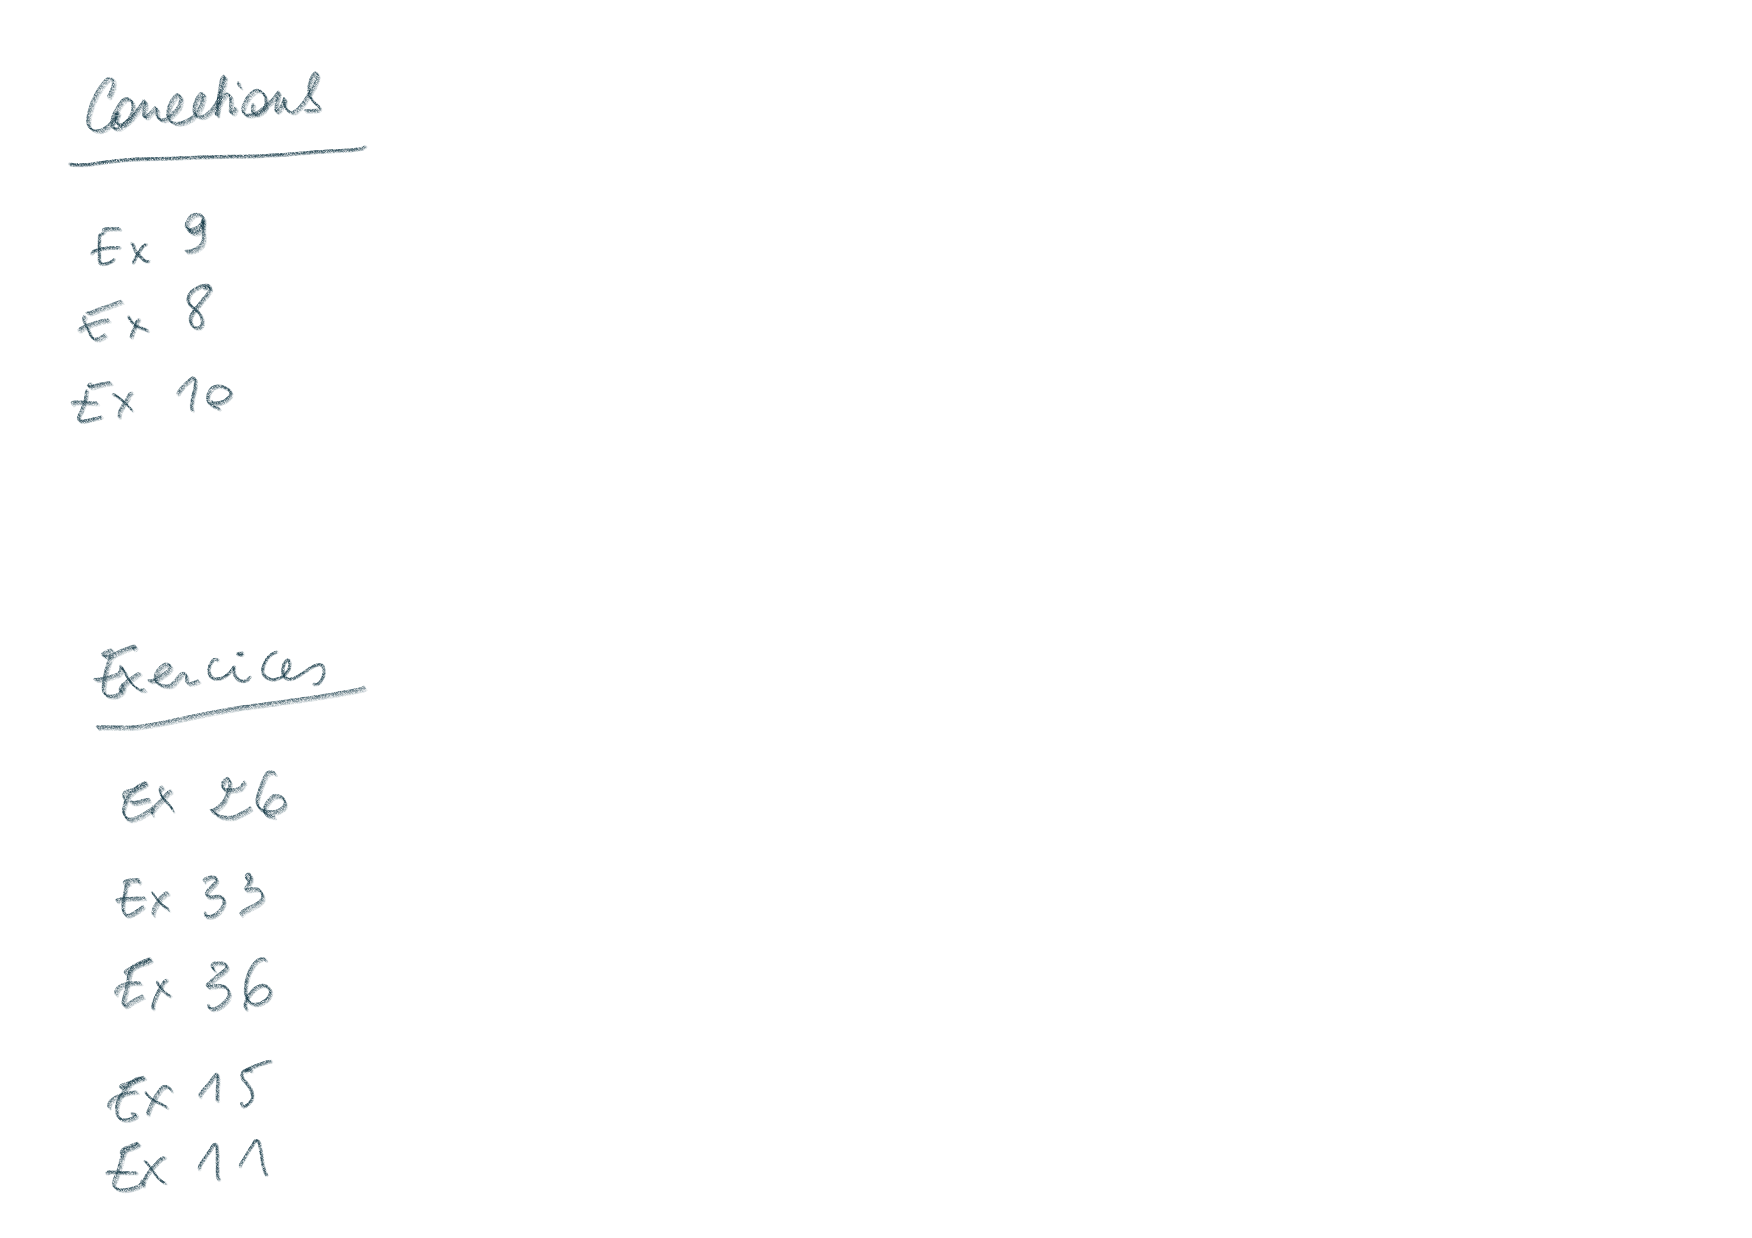 Corrections
Ex 9
Ex 8
Ex 10
Exercices
Ex 26
Ex 33
Ex 36
Ex 15
Ex 11